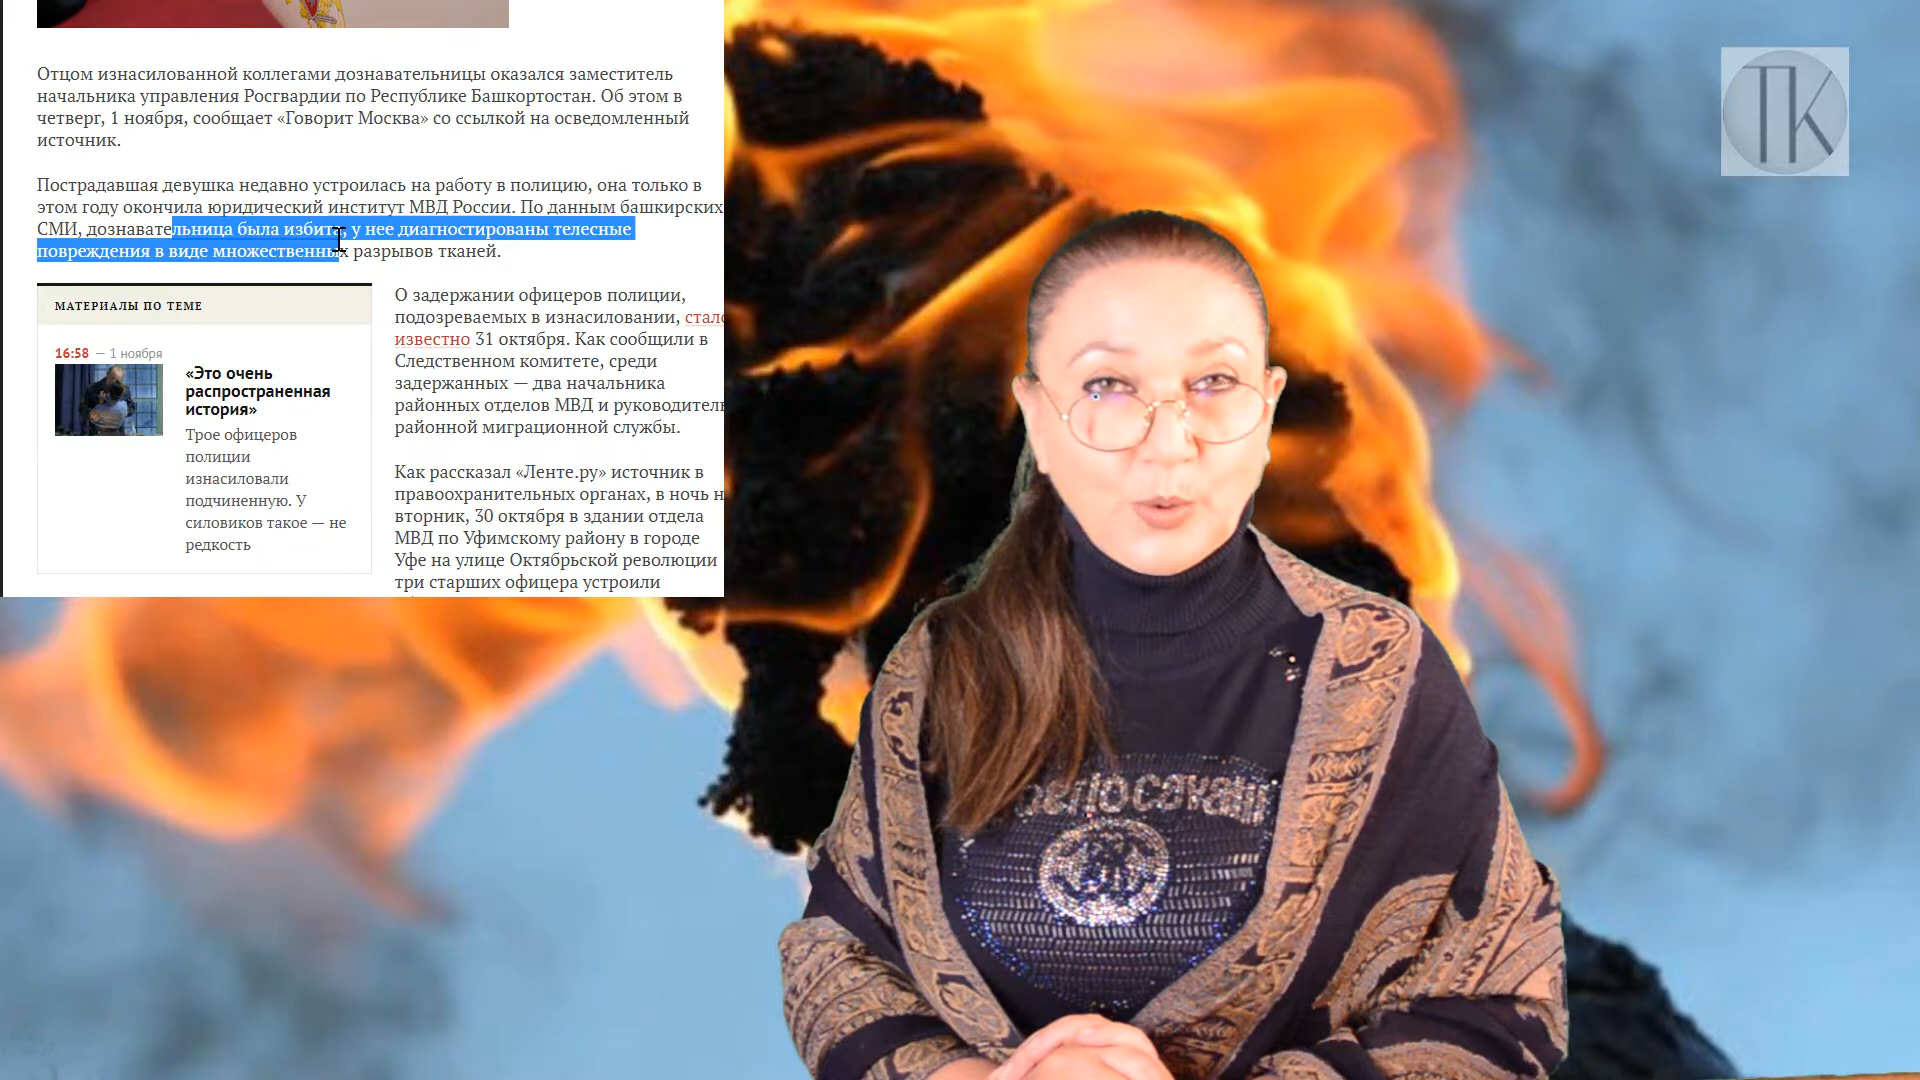 Отцом изнасилованной коллегами дознавательницы оказался заместитель
начальника управления Росгвардии по Республике Башкортостан. Об этом в
четверг, 1 ноября, сообщает «Говорит Москва» со ссылкой на осведомленный
источник.
Пострадавшая девушка недавно устроилась на работу в полицию, она только в
этом году окончила юридический институт МВД России. По данным башкирских
СМИ, дознавательница была избита, у нее диагностированы телесные
повреждения в виде множественных разрывов тканей.
МАТЕРИАЛЫ ПО ТЕМЕ
16:58 — 1 ноября
«Это очень
распространенная
история»
Трое офицеров
полиции
изнасиловали
подчиненную. У
силовиков такое — не
редкость
О задержании офицеров полиции,
подозреваемых в изнасиловании, стало
известно 31 октября. Как сообщили в
Следственном комитете, среди
задержанных — два начальника
районных отделов МВД и руководитель
районной миграционной службы.
Как рассказал «Ленте.ру» источник в
правоохранительных органах, в ночь н
вторник, 30 октября в здании отдела
МВД по Уфимскому району в городе
Уфе на улице Октябрьской революции
три старших офицера устроили
ТК